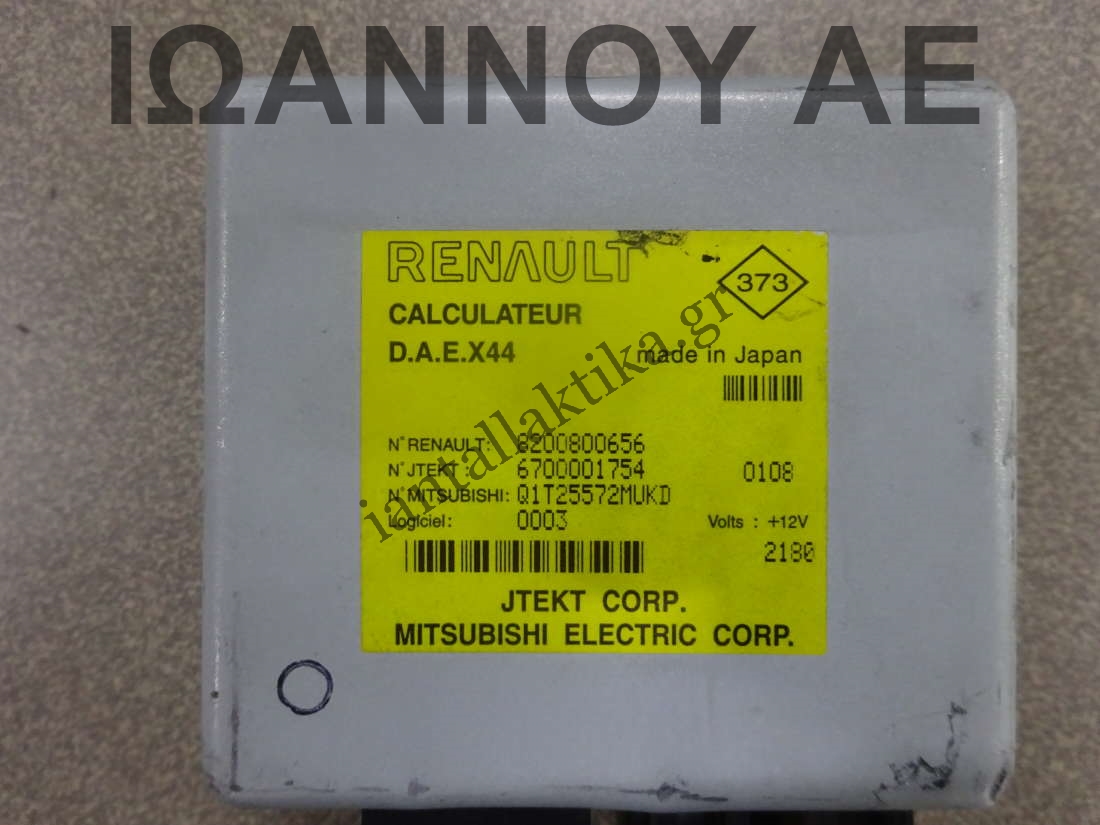 ΙΩΑΝΝΟΥ ΑΕ
RENAULT
373
CALCULATEUR
D.A.E.X44
made in Japan
N° RENAULT: 8200800656
N° JTEKT : 6700001754
0108
N° MITSUBISHI: Q1T25572MUKD
Logiciel: 0003
Volts : +12V
2180
JTEKT CORP.
MITSUBISHI ELECTRIC CORP.
iantallaktika.gr